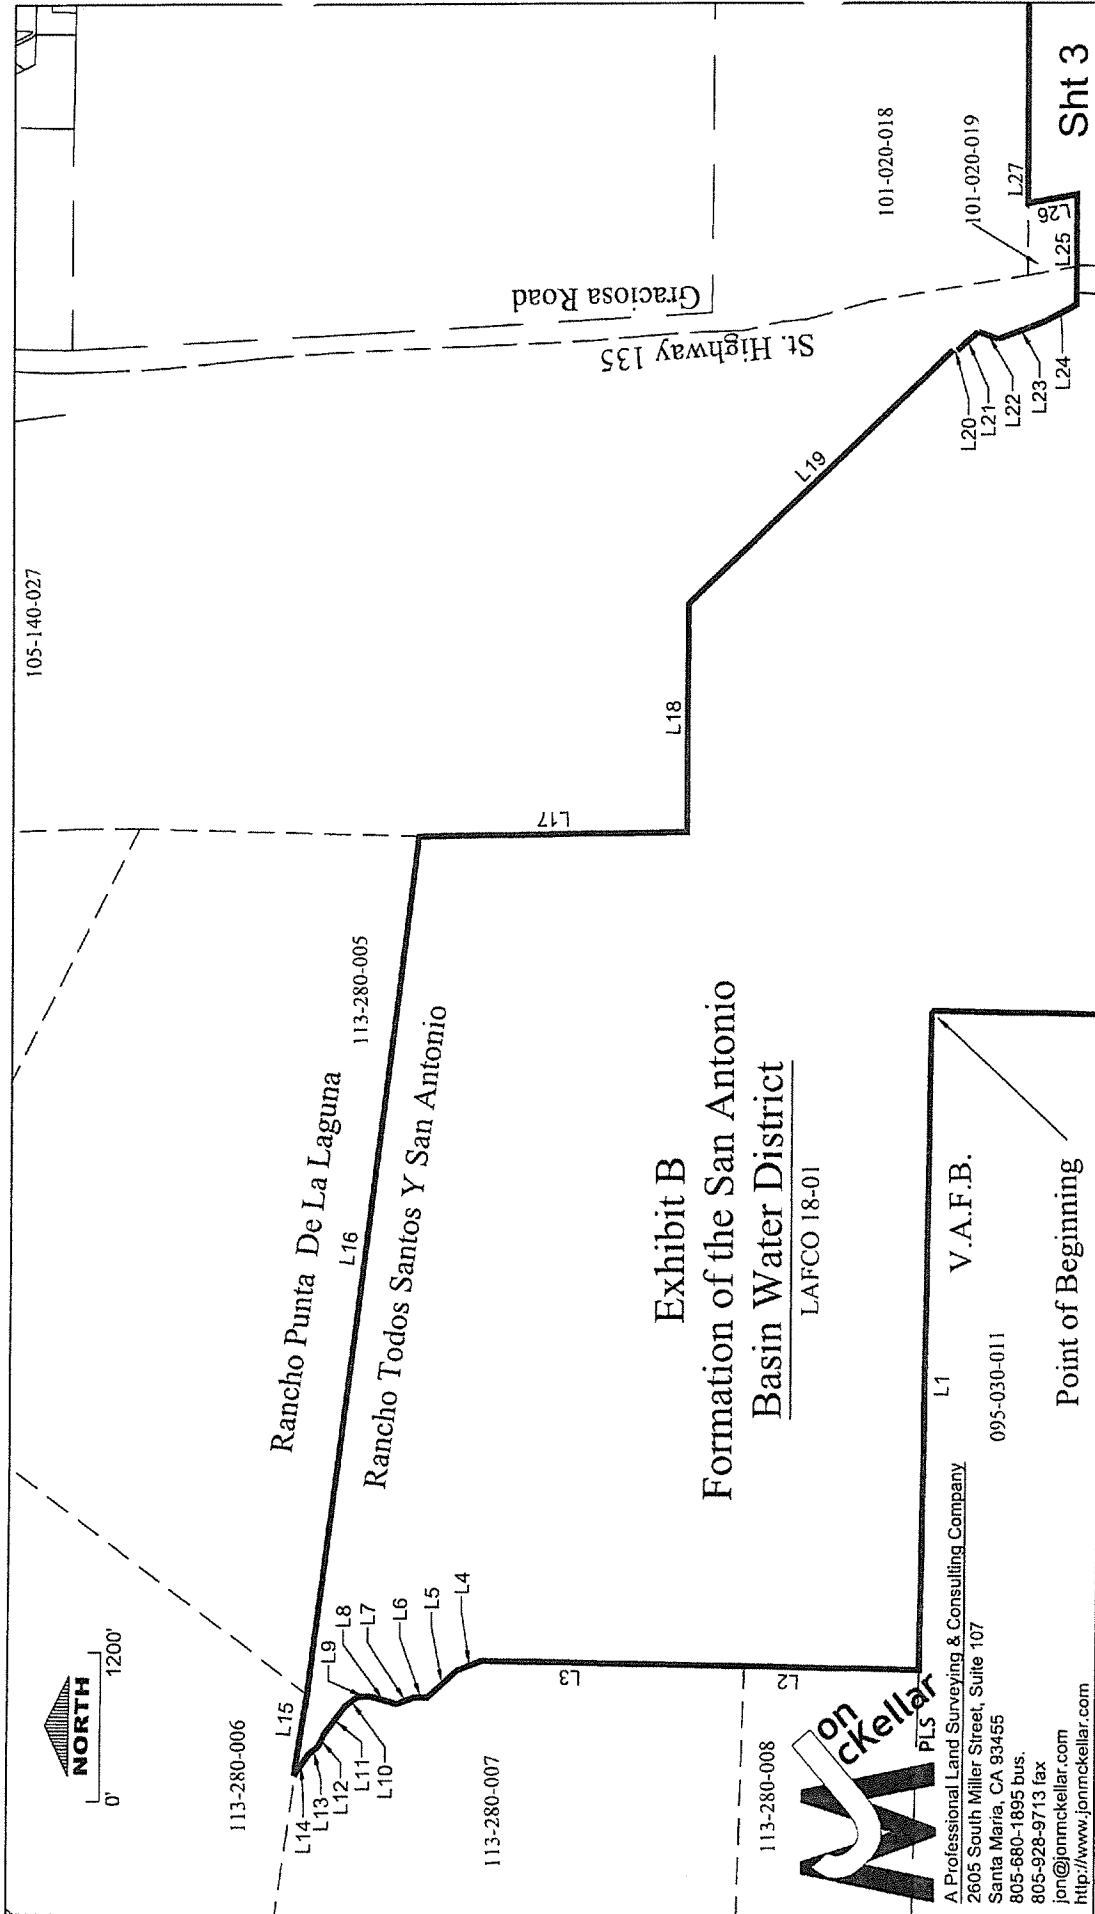 NORTH
0'
1200'
105-140-027
113-280-006
L15
Rancho Punta De La Laguna
L16
113-280-005
Rancho Todos Santos Y San Antonio
L14
L13
L12
L11
L10
L9
L8
L7
L6
L5
L4
L3
113-280-007
L2
113-280-008
L17
L18
L19
Graciosa Road
St. Highway 135
L20
L21
L22
L23
L24
L25
L26
L27
101-020-018
101-020-019
Sht 3
Exhibit B
Formation of the San Antonio
Basin Water District
LAFCO 18-01
L1
V.A.F.B.
095-030-011
Point of Beginning
on
cKellar
PLS
A Professional Land Surveying & Consulting Company
2605 South Miller Street, Suite 107
Santa Maria, CA 93455
805-680-1895 bus.
805-928-9713 fax
jon@jonmckellar.com
http://www.jonmckellar.com